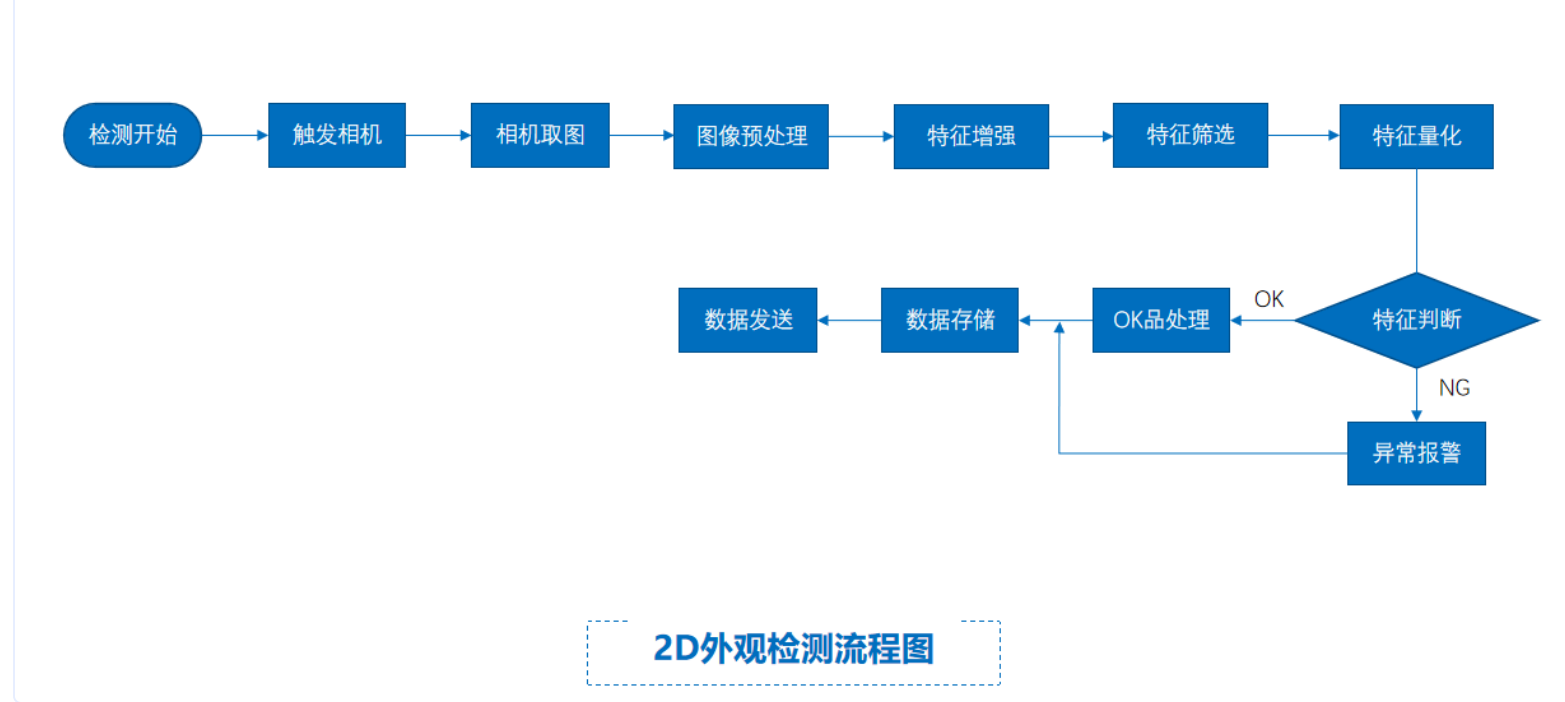 检测开始
触发相机
相机取图
图像预处理
特征增强
特征筛选
特征量化
数据发送
数据存储
OK品处理
OK
特征判断
NG
异常报警
2D外观检测流程图